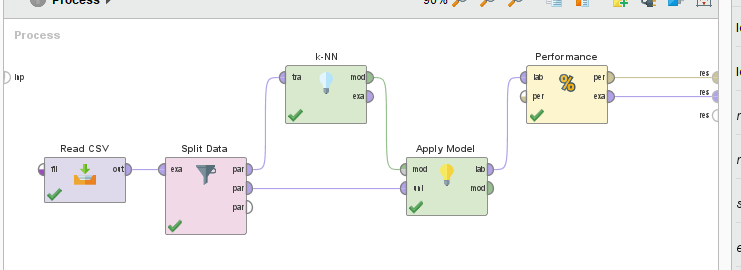 Process
90%
Process
inp
Read CSV
fil
out
Split Data
exa
par
par
par
k-NN
tra
mod
exa
Apply Model
mod
unl
lab
mod
Performance
lab
per
%
per
exa
res
res
res